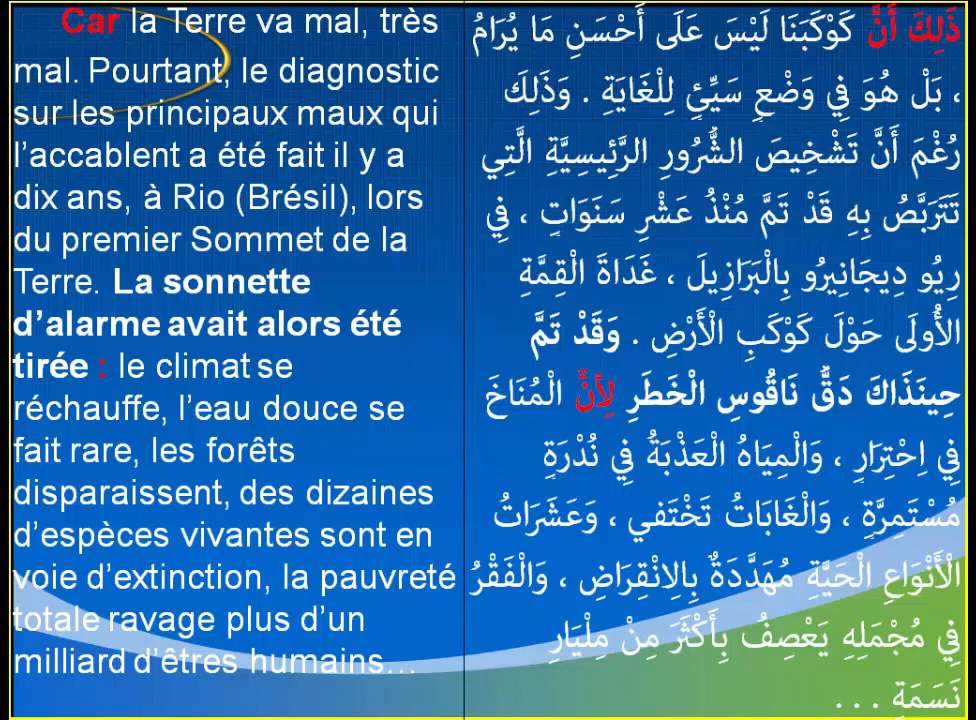 Car la Terre va mal, très
mal. Pourtant, le diagnostic
sur les principaux maux qui
l’accablent a été fait il y a
dix ans, à Rio (Brésil), lors
du premier Sommet de la
Terre. La sonnette
d’alarme avait alors été
tirée : le climat se
réchauffe, l’eau douce se
fait rare, les forêts
disparaissent, des dizaines
d’espèces vivantes sont en
voie d’extinction, la pauvreté
totale ravage plus d’un
milliard d’êtres humains…
ذَلِكَ أَنَّ كَوْكَبَنَا لَيْسَ عَلَى أَحْسَنِ مَا يُرَامُ
، بَلْ هُوَ فِي وَضْعٍ سَيِّئٍ لِلْغَايَةِ . وَذَلِكَ
رُغْمَ أَنَّ تَشْخِيصَ الشُّرُورِ الرَّئِيسِيَّةِ الَّتِي
تَتَرَبَّصُ بِهِ قَدْ تَمَّ مُنْذُ عَشْرِ سَنَوَاتٍ ، فِي
رِيُو دِيجَانِيرُو بِالْبَرَازِيلَ ، غَدَاةَ الْقِمَّةِ
الأُولَى حَوْلَ كَوْكَبِ الْأَرْضِ . وَقَدْ تَمَّ
حِينَذَاكَ دَقُّ نَاقُوسِ الْخَطَرِ لِأَنَّ الْمُنَاخَ
فِي اِحْتِرَارٍ ، وَالْمِيَاهُ الْعَذْبَةُ فِي نُدْرَةٍ
مُسْتَمِرَّةٍ ، وَالْغَابَاتُ تَخْتَفي ، وَعَشَرَاتُ
الْأَنْوَاعِ الْحَيَّةِ مُهَدَّدَةٌ بِالِانْقِرَاضِ ، وَالْفَقْرُ
فِي مُجْمَلِهِ يَعْصِفُ بِأَكْثَرَ مِنْ مِلْيَارِ
نَسَمَةٍ . . .